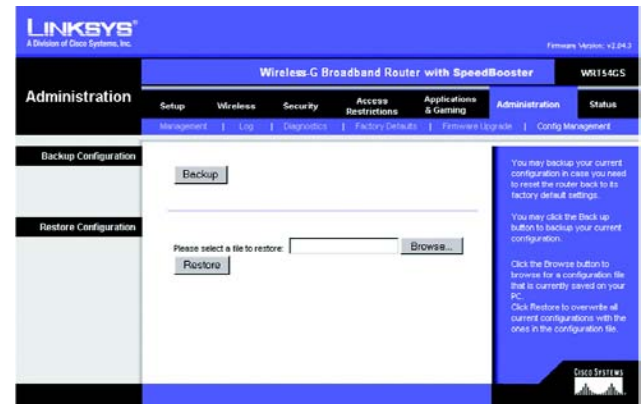 LINKSYS®
A Division of Cisco Systems, Inc.
Firmware Version: v2.04.3
Wireless-G Broadband Router with SpeedBooster
WRT54GS
Administration
Setup
Wireless
Security
Access Restrictions
Applications & Gaming
Administration
Status
Management | Log | Diagnostics | Factory Defaults | Firmware Upgrade | Config Management
Backup Configuration
Backup
Restore Configuration
Please select a file to restore:
Browse...
Restore
You may backup your current
configuration in case you need
to reset the router back to its
factory default settings.
You may click the Back up
button to backup your current
configuration.
Click the Browse button to
browse for a configuration file
that is currently saved on your
PC.
Click Restore to overwrite all
current configurations with the
ones in the configuration file.
CISCO SYSTEMS